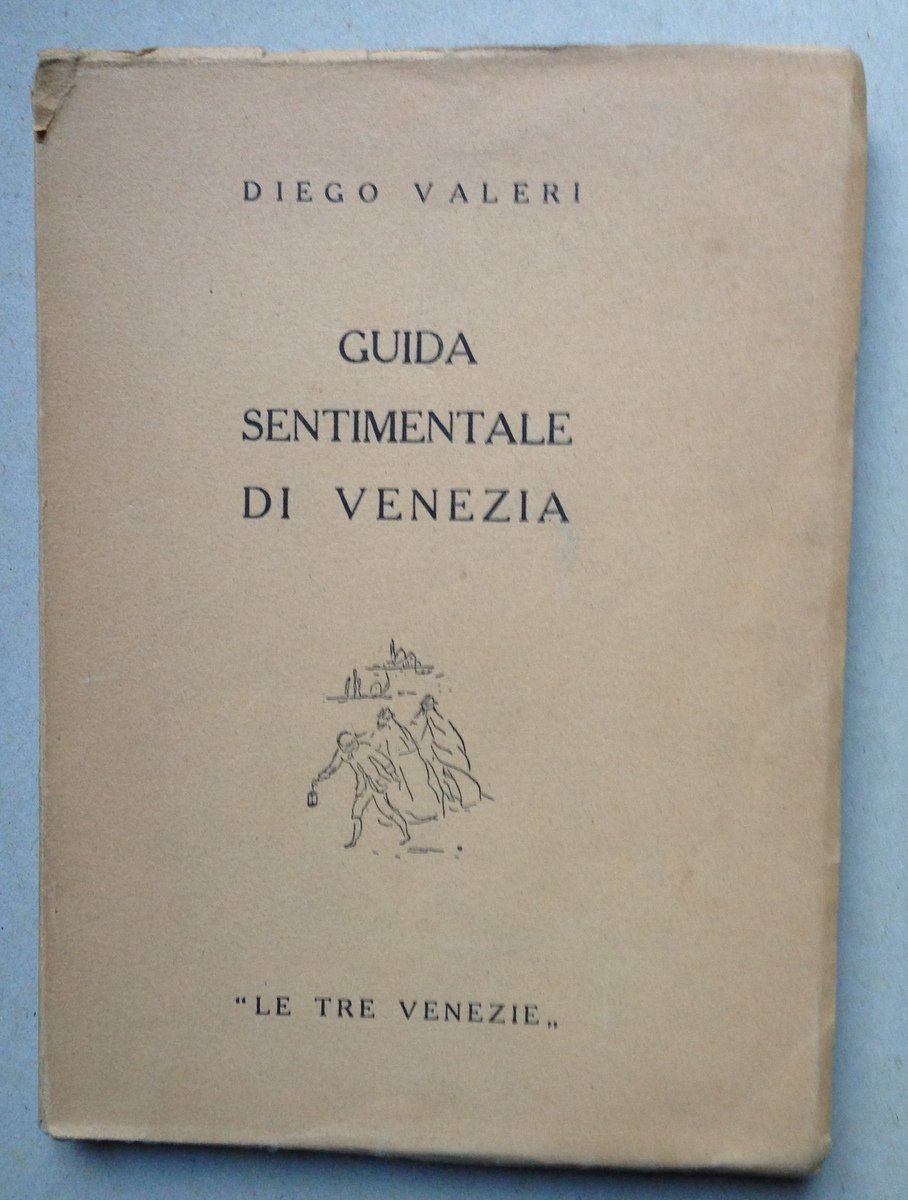 DIEGO VALERI
GUIDA
SENTIMENTALE
DI VENEZIA
“LE TRE VENEZIE„